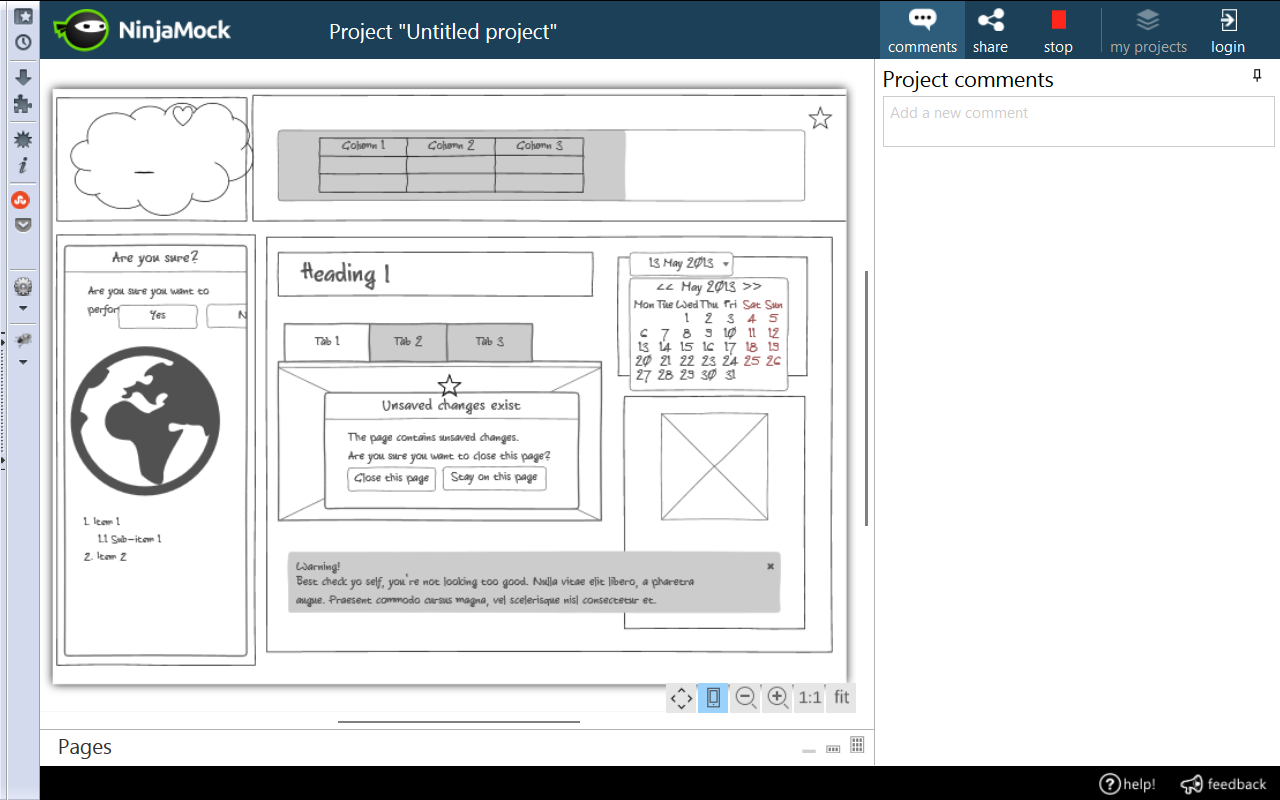 NinjaMock
Project "Untitled project"
comments
share
stop
my projects
login
Project comments
Add a new comment
Column 1 Column 2 Column 3
Are you sure?
Are you sure you want to
perfor
Yes
N
1. Item 1
1.1 Sub-item 1
2. Item 2
Heading 1
Tab 1 Tab 2 Tab 3
Unsaved changes exist
The page contains unsaved changes.
Are you sure you want to close this page?
Close this page Stay on this page
13 May 2013
<< May 2013 >>
Mon Tue Wed Thu Fri Sat Sun
1 2 3 4 5
6 7 8 9 10 11 12
13 14 15 16 17 18 19
20 21 22 23 24 25 26
27 28 29 30 31
Warning!
Best check yo self, you're not looking too good. Nulla vitae elit libero, a pharetra
augue. Praesent commodo cursus magna, vel scelerisque nisl consectetur et.
1:1 fit
Pages
help!
feedback